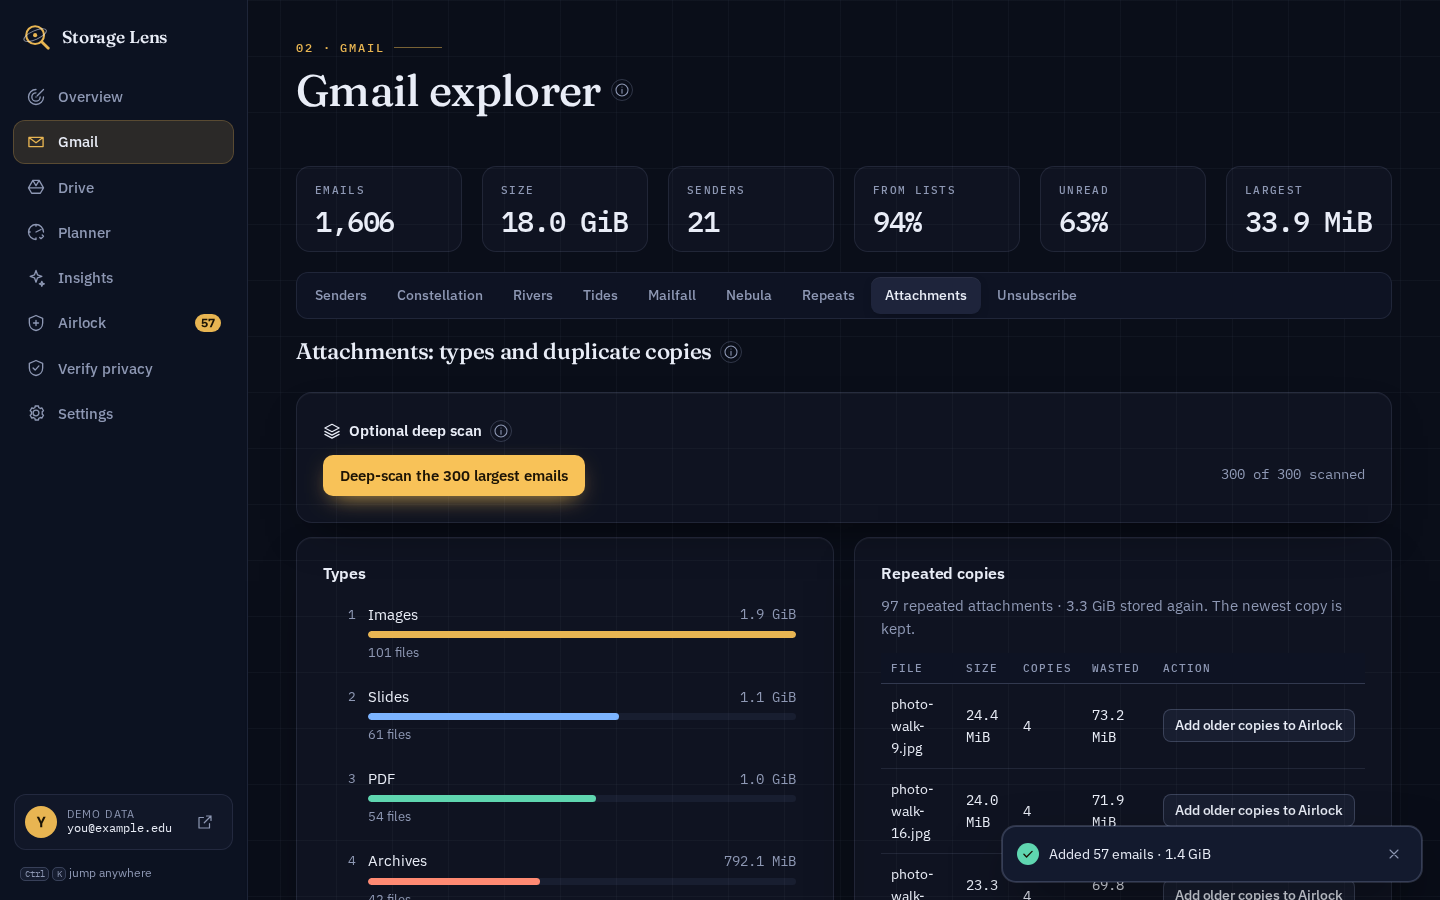 Storage Lens
Overview
Gmail
Drive
Planner
Insights
Airlock 57
Verify privacy
Settings
Y
DEMO DATA
you@example.edu
Ctrl K jump anywhere
02 · GMAIL
Gmail explorer
EMAILS
1,606
SIZE
18.0 GiB
SENDERS
21
FROM LISTS
94%
UNREAD
63%
LARGEST
33.9 MiB
Senders Constellation Rivers Tides Mailfall Nebula Repeats Attachments Unsubscribe
Attachments: types and duplicate copies
Optional deep scan
Deep-scan the 300 largest emails
300 of 300 scanned
Types
1 Images 1.9 GiB
101 files
2 Slides 1.1 GiB
61 files
3 PDF 1.0 GiB
54 files
4 Archives 792.1 MiB
42 files
Repeated copies
97 repeated attachments · 3.3 GiB stored again. The newest copy is
kept.
FILE SIZE COPIES WASTED ACTION
photo-
walk-
9.jpg
24.4
MiB
4
73.2
MiB
Add older copies to Airlock
photo-
walk-
16.jpg
24.0
MiB
4
71.9
MiB
Add older copies to Airlock
photo-
walk-
23.3
4
69.8
Add older copies to Airlock
Added 57 emails · 1.4 GiB